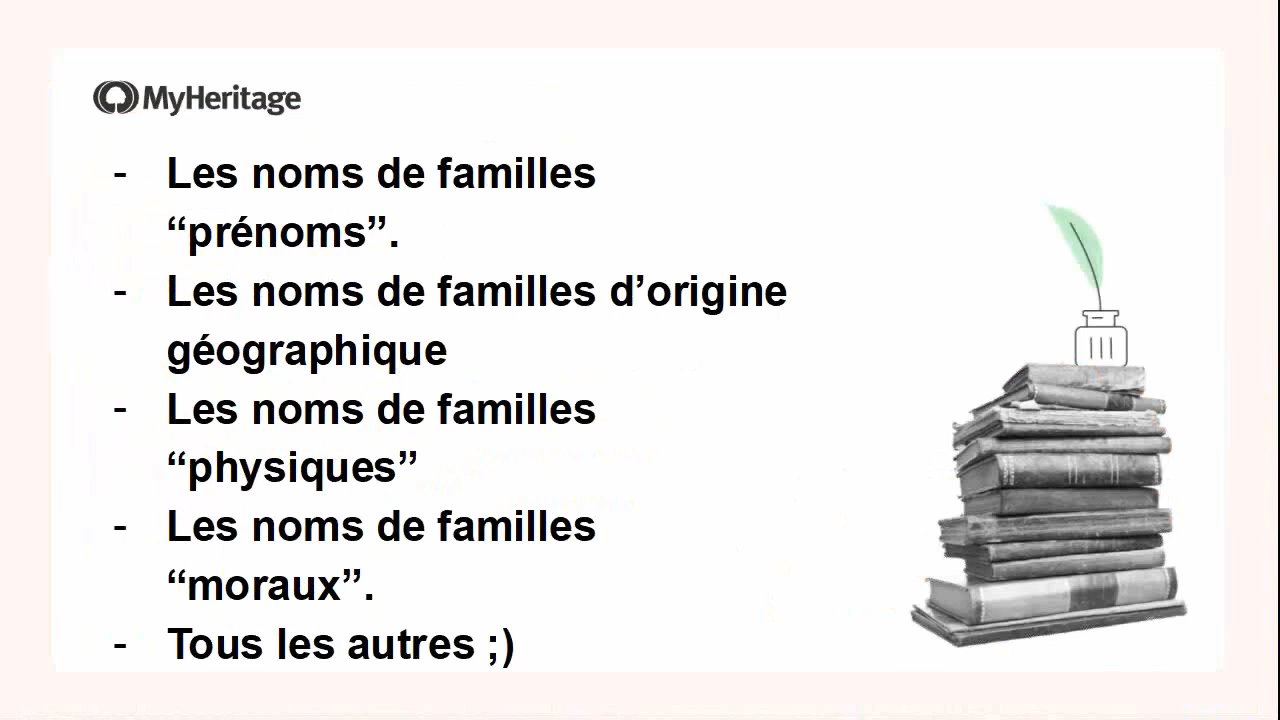 MyHeritage
- Les noms de familles
“prénoms”.
- Les noms de familles d’origine
géographique
- Les noms de familles
“physiques”
- Les noms de familles
“moraux”.
- Tous les autres ;)